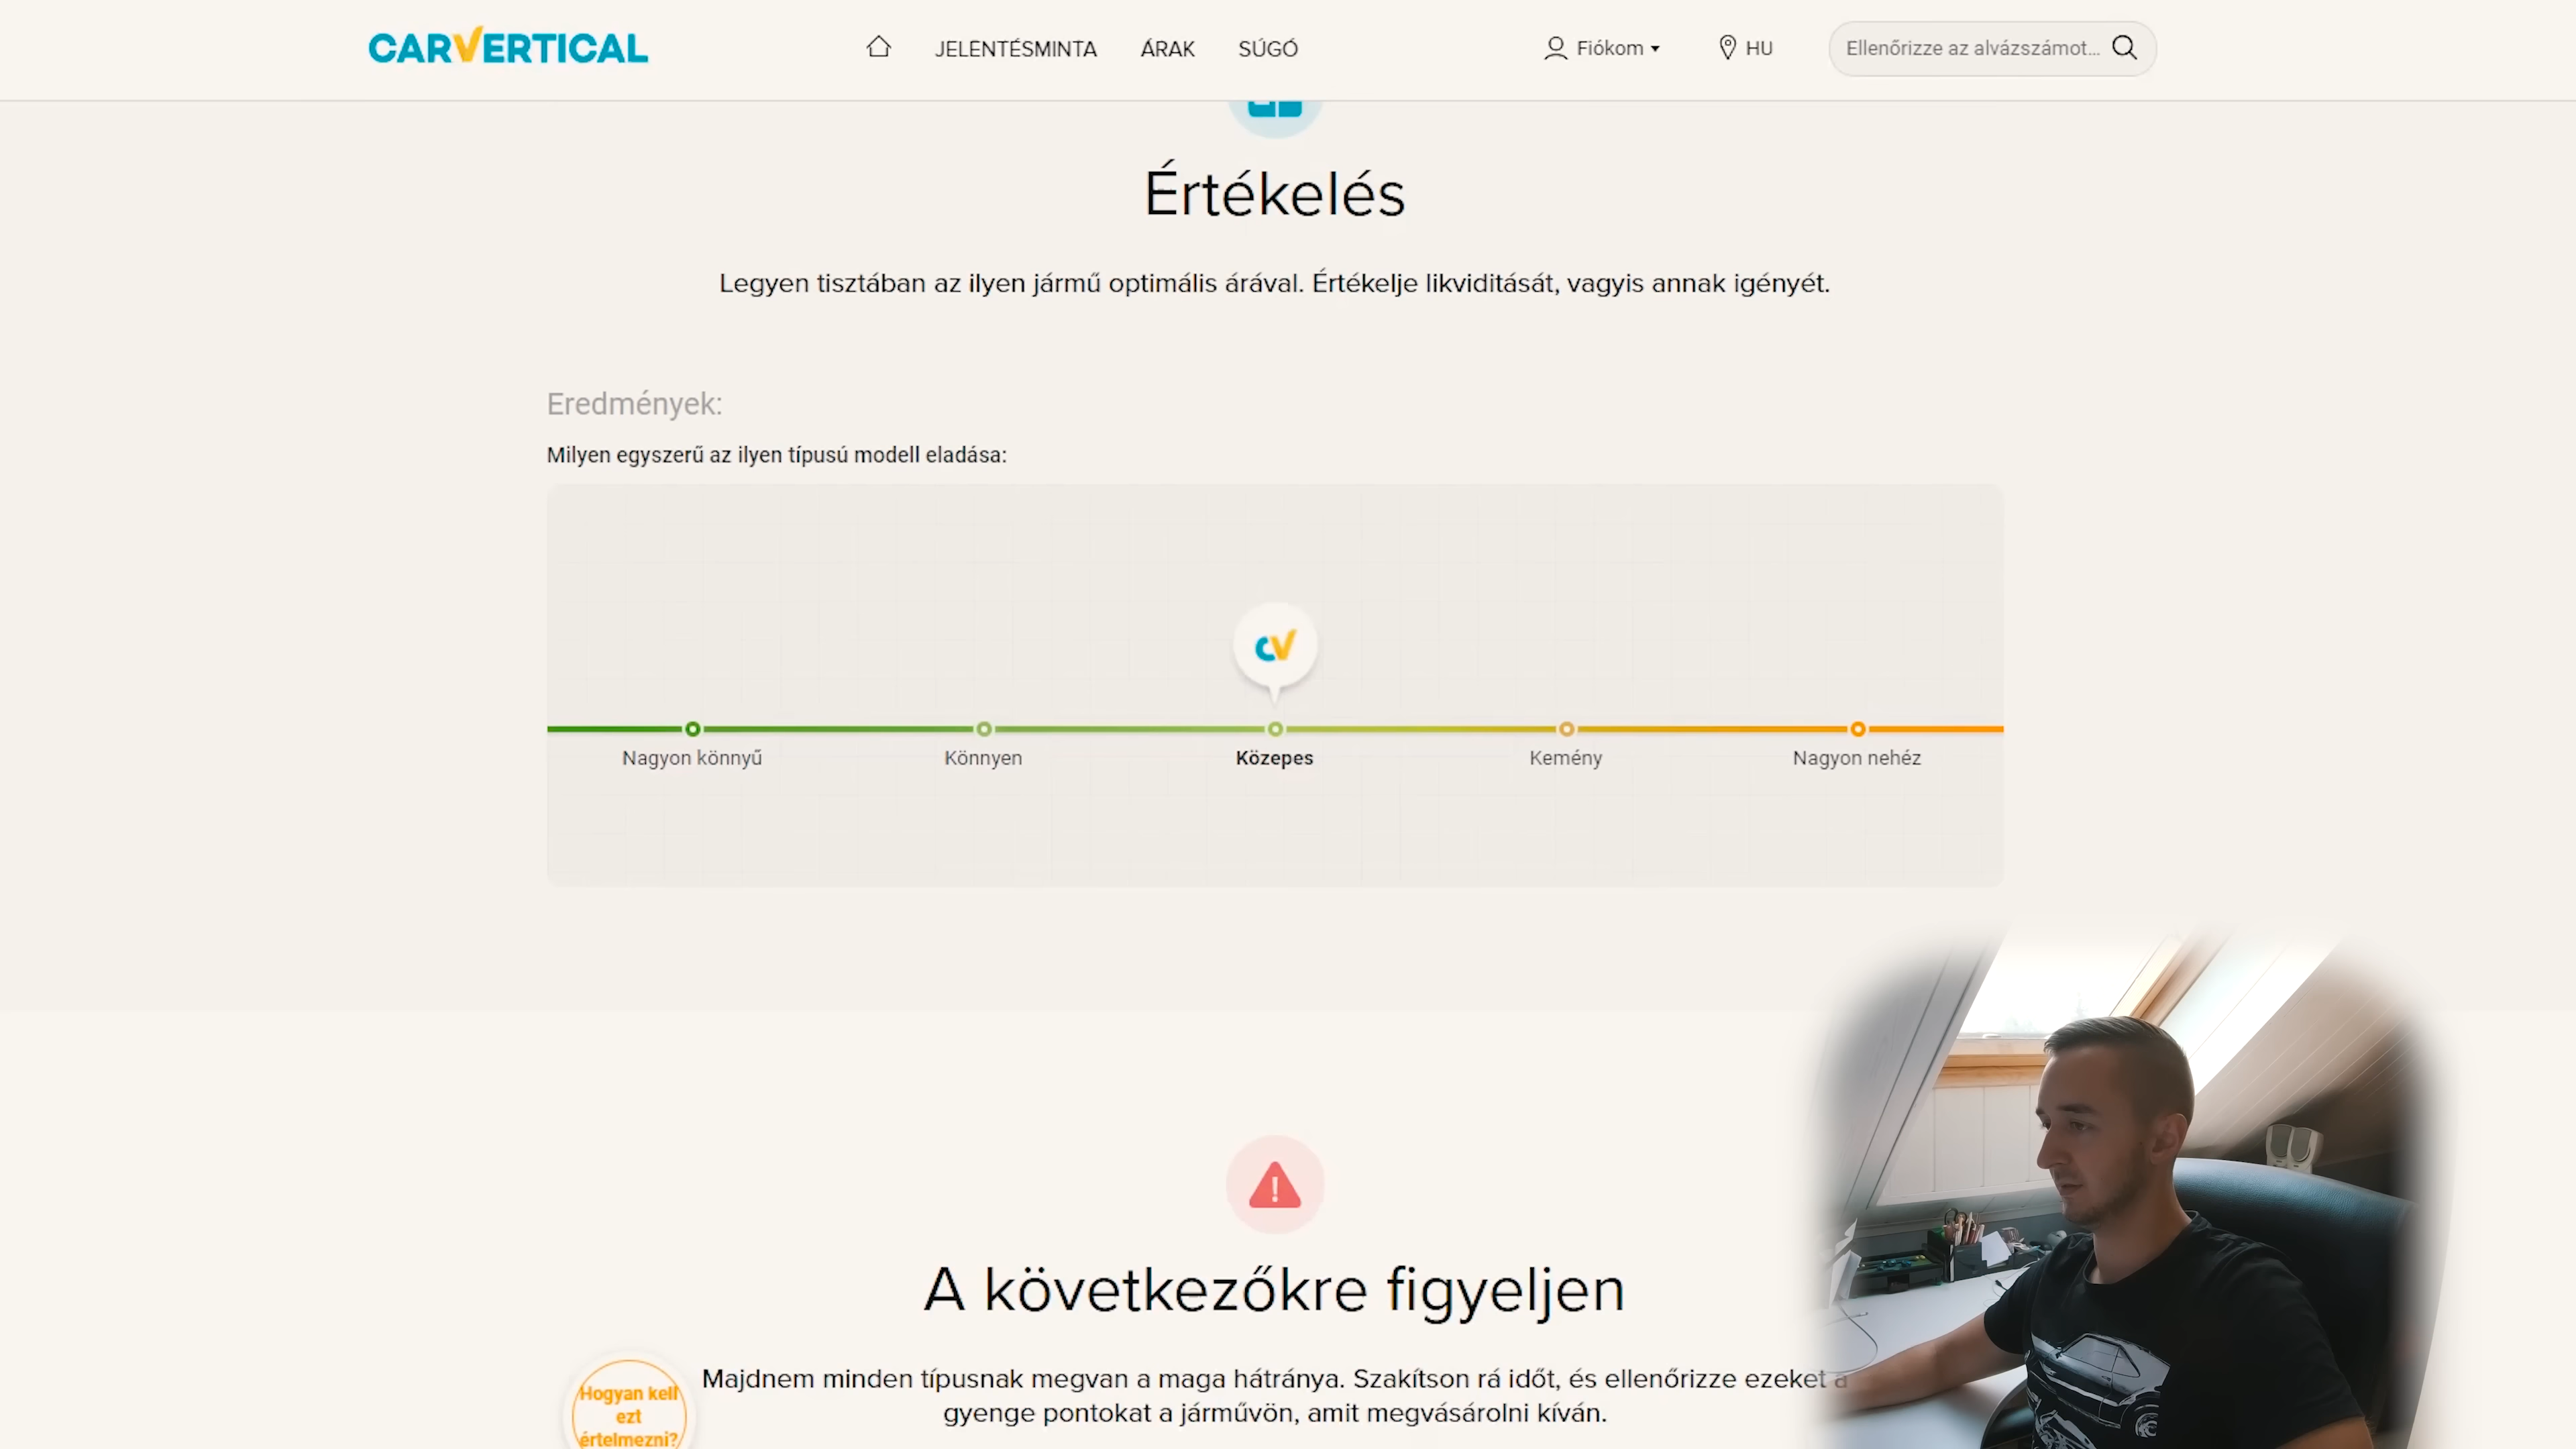 CARVERTICAL
JELENTÉSMINTA
ÁRAK
SÚGÓ
Fiókom
HU
Ellenőrizze az alvázszámot...
Értékelés
Legyen tisztában az ilyen jármű optimális árával. Értékelje likviditását, vagyis annak igényét.
Eredmények:
Milyen egyszerű az ilyen típusú modell eladása:
cV
Nagyon könnyű
Könnyen
Közepes
Kemény
Nagyon nehéz
A következőkre figyeljen
Majdnem minden típusnak megvan a maga hátránya. Szakítson rá időt, és ellenőrizze ezeket a
gyenge pontokat a járművön, amit megvásárolni kíván.
Hogyan kell
ezt
értelmezni?